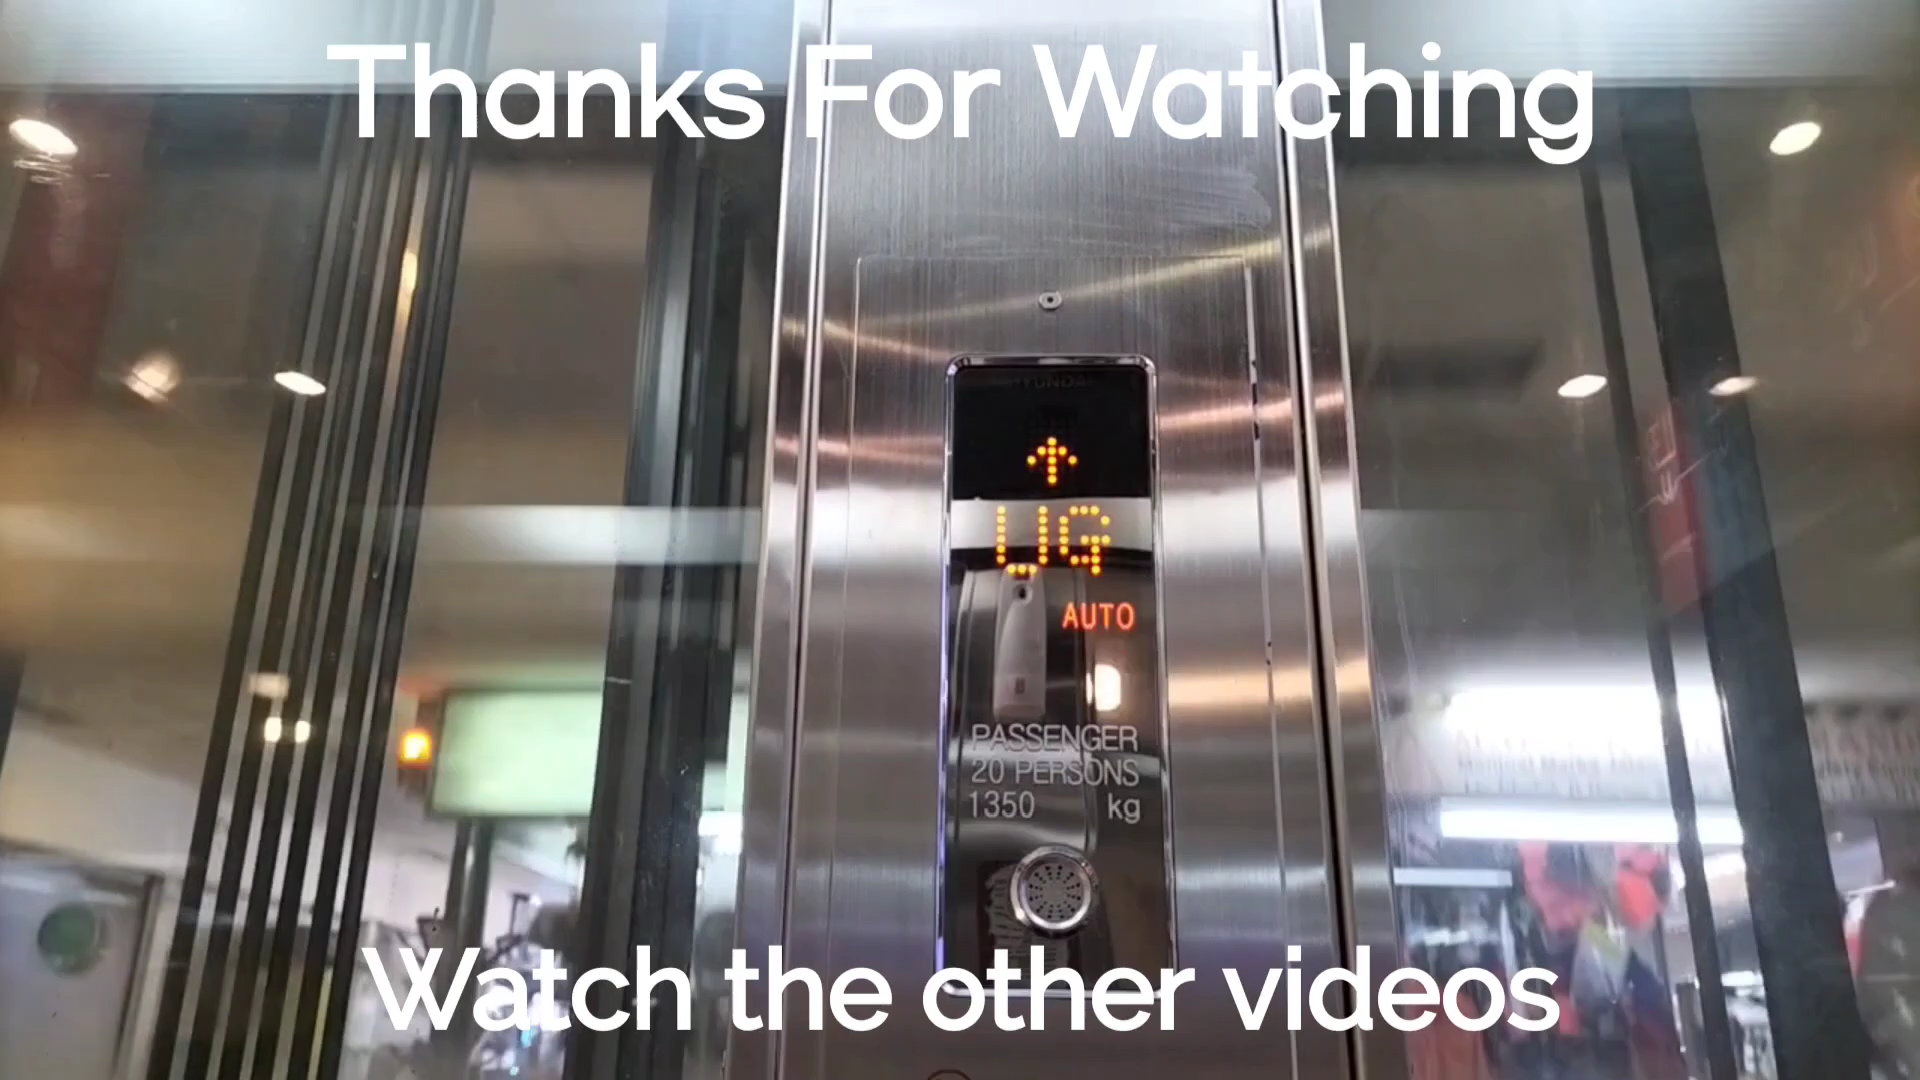 Thanks For Watching
HYUNDAI
UG
AUTO
PASSENGER
20 PERSONS
1350 kg
Watch the other videos